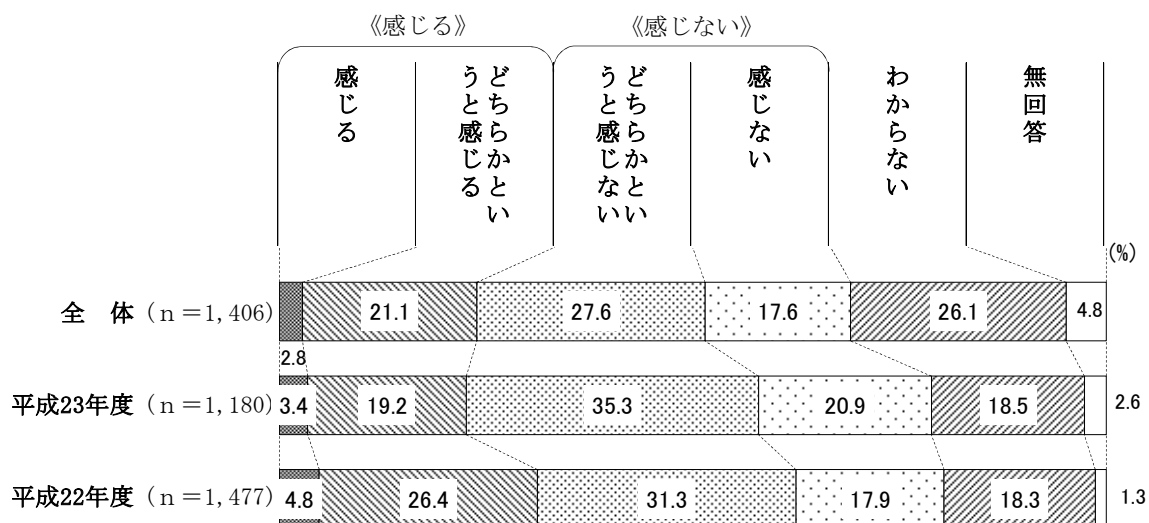 《感じる》
《感じない》
感じる
どちらかとい
うと感じる
どちらかとい
うと感じない
感じない
わからない
無回答
(%)
全　体（ｎ＝1,406）
21.1
27.6
17.6
26.1
4.8
2.8
平成23年度（ｎ＝1,180）
3.4
19.2
35.3
20.9
18.5
2.6
平成22年度（ｎ＝1,477）
4.8
26.4
31.3
17.9
18.3
1.3